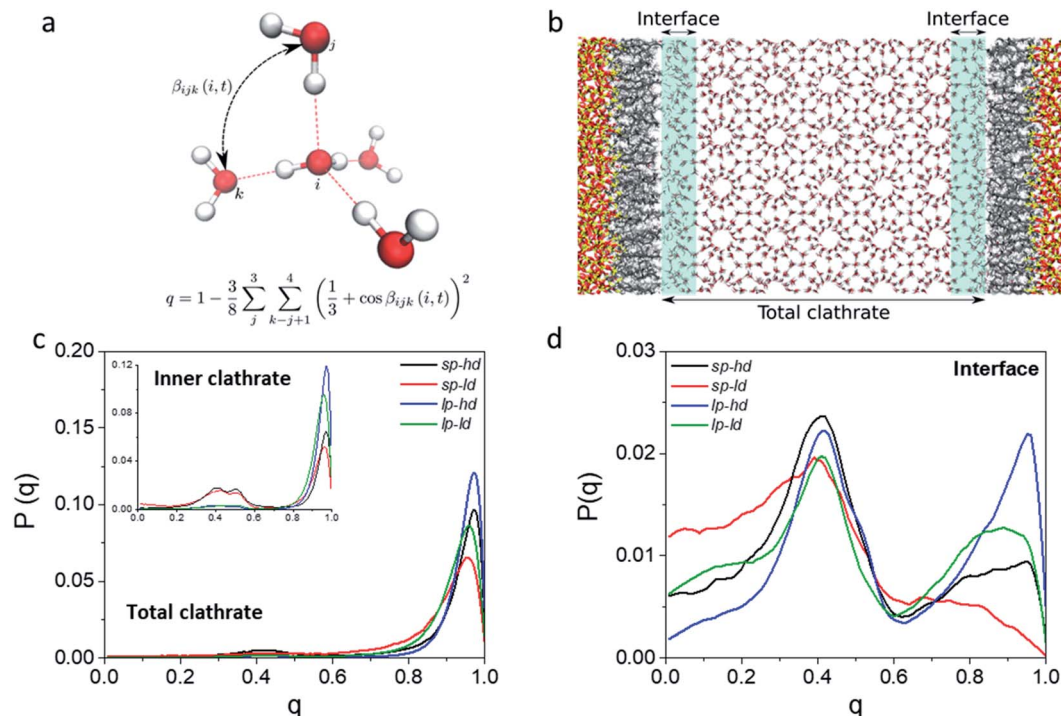 a
j
βijk (i, t)
k
i
q = 1 − 3/8 ∑j^3 ∑k−j+1^4 (1/3 + cos βijk (i, t))^2
b
Interface Interface
Total clathrate
c
0.20
0.15
0.10
0.05
0.00
P (q)
0.12
0.08
0.04
0.00
Inner clathrate
0.0 0.2 0.4 0.6 0.8 1.0
sp-hd
sp-ld
lp-hd
lp-ld
Total clathrate
0.0 0.2 0.4 0.6 0.8 1.0
q
d
0.03
0.02
0.01
0.00
P(q)
sp-hd
sp-ld
lp-hd
lp-ld
Interface
0.0 0.2 0.4 0.6 0.8 1.0
q